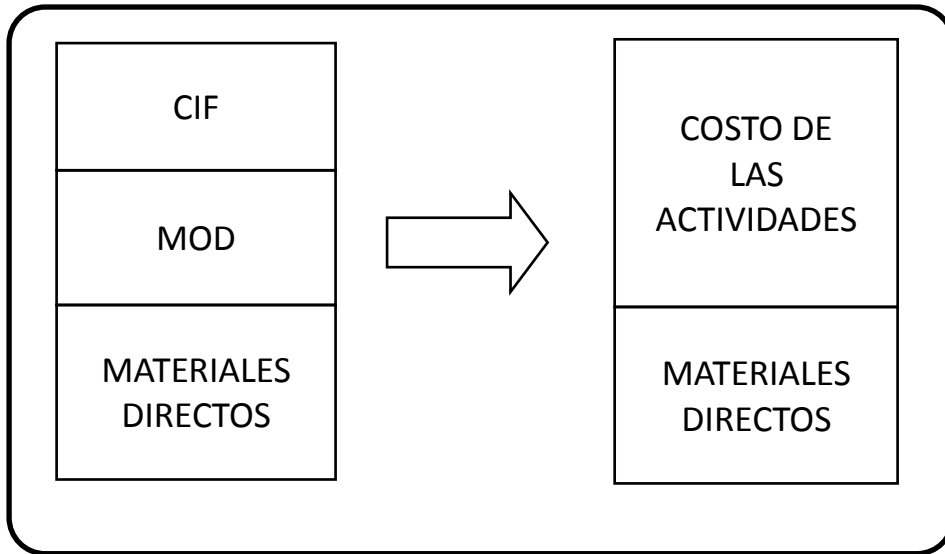 CIF
MOD
MATERIALES
DIRECTOS
COSTO DE
LAS
ACTIVIDADES
MATERIALES
DIRECTOS